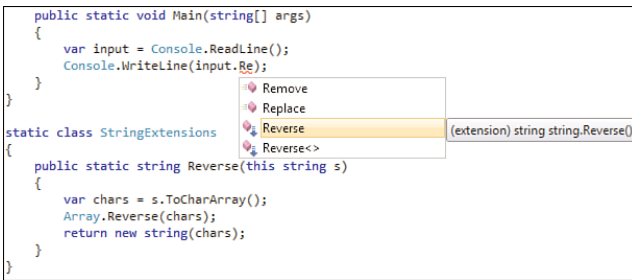 public static void Main(string[] args)
    {
        var input = Console.ReadLine();
        Console.WriteLine(input.Re);
    }
}
Remove
Replace
Reverse (extension) string string.Reverse()
Reverse<>
static class StringExtensions
{
    public static string Reverse(this string s)
    {
        var chars = s.ToCharArray();
        Array.Reverse(chars);
        return new string(chars);
    }
}